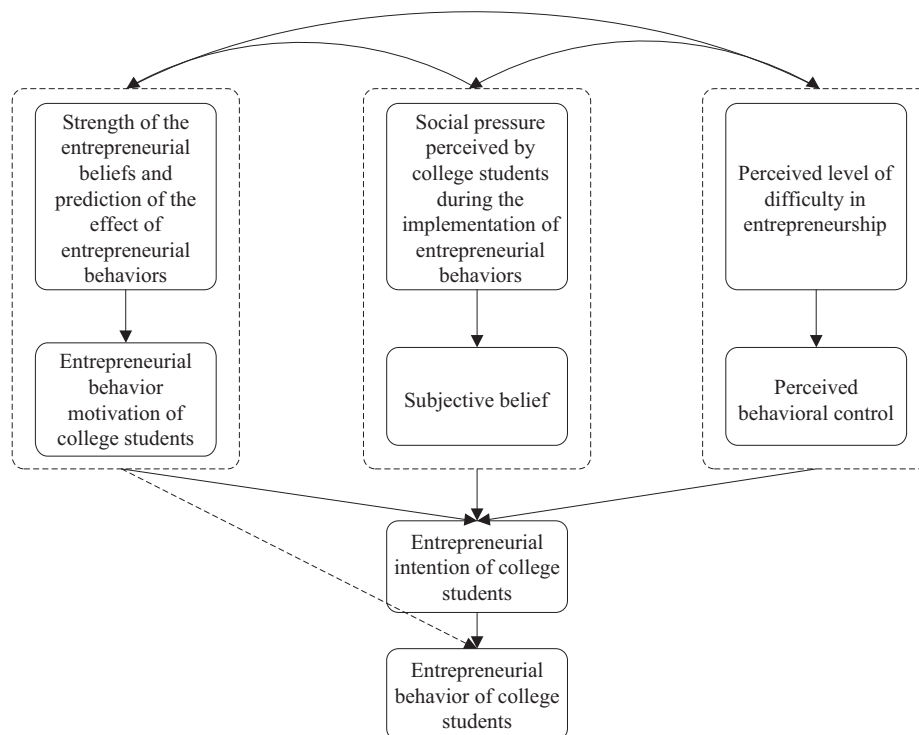 Strength of the
entrepreneurial
beliefs and
prediction of the
effect of
entrepreneurial
behaviors
Social pressure
perceived by
college students
during the
implementation of
entrepreneurial
behaviors
Perceived level of
difficulty in
entrepreneurship
Entrepreneurial
behavior
motivation of
college students
Subjective belief
Perceived
behavioral control
Entrepreneurial
intention of college
students
Entrepreneurial
behavior of college
students